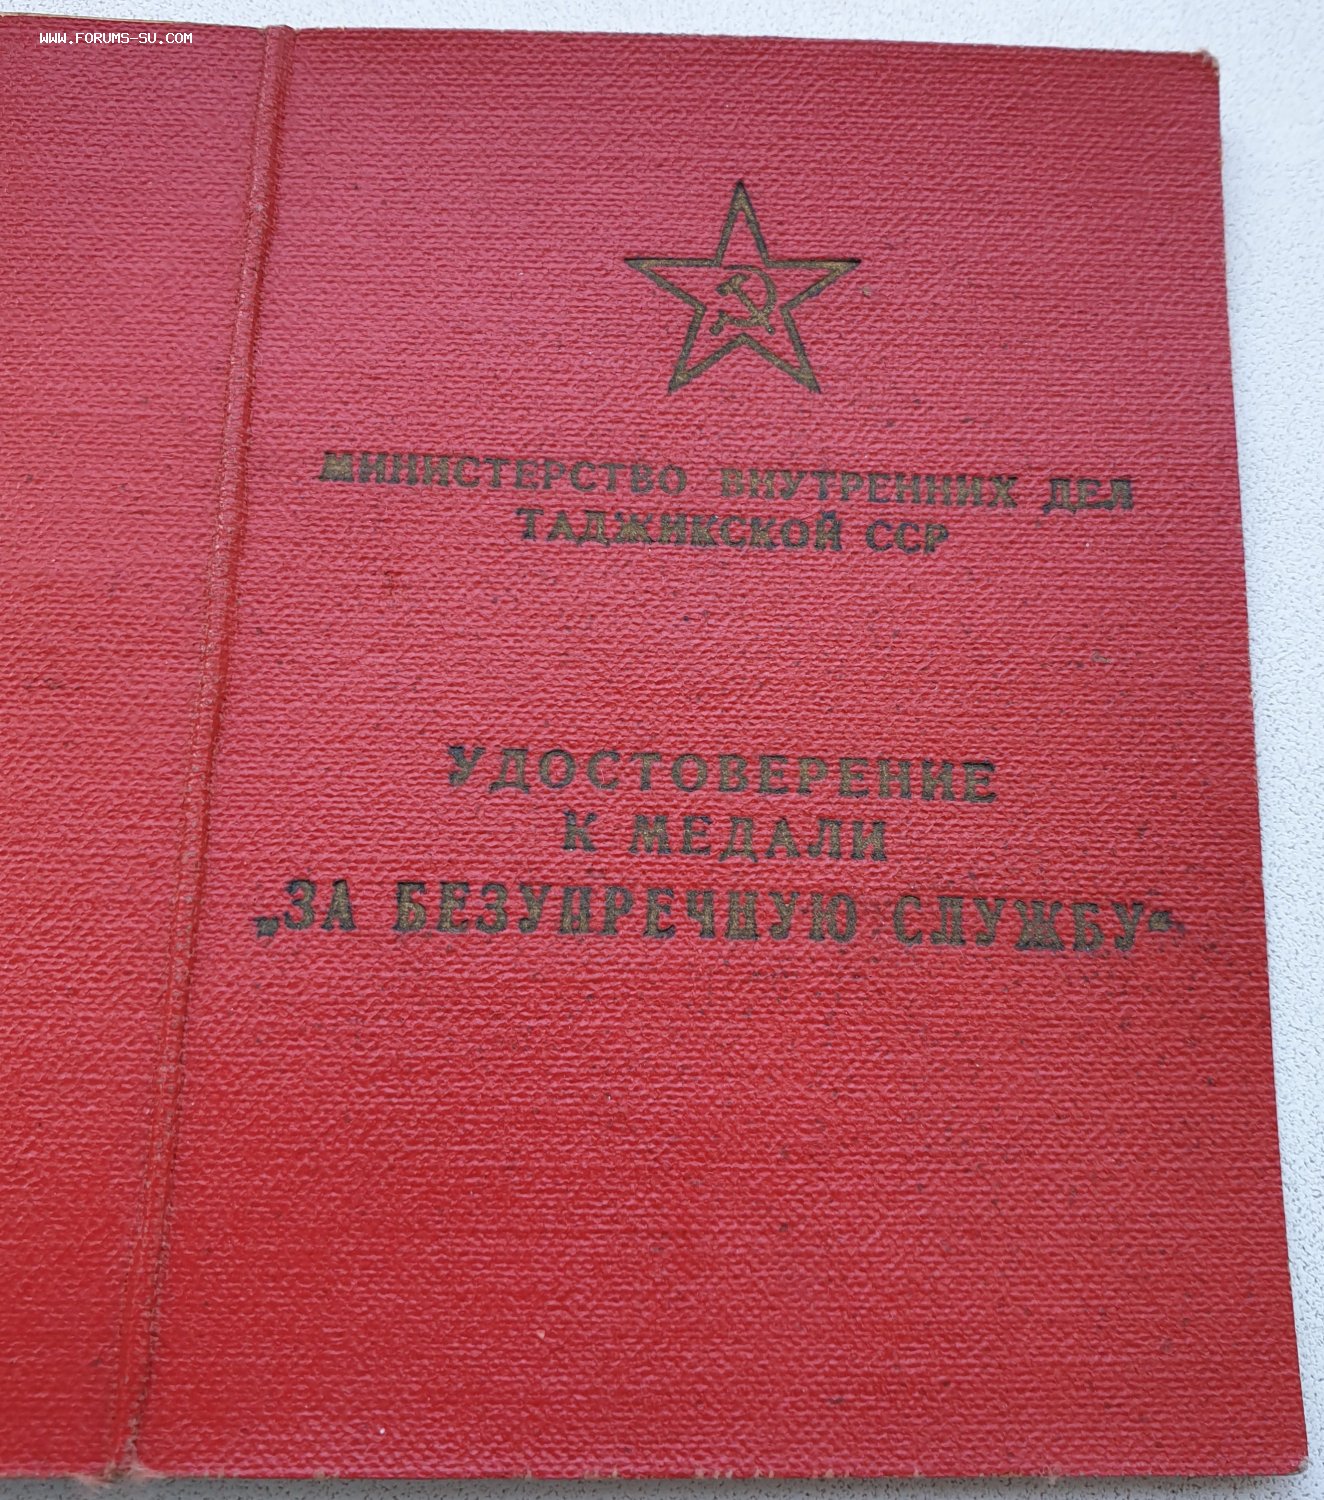 WWW.FORUMS-SU.COM
МИНИСТЕРСТВО ВНУТРЕННИХ ДЕЛ
ТАДЖИКСКОЙ ССР
УДОСТОВЕРЕНИЕ
К МЕДАЛИ
„ЗА БЕЗУПРЕЧНУЮ СЛУЖБУ“